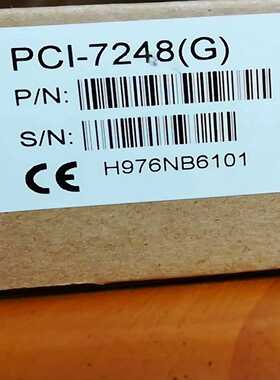 PCI-7248(G)
P/N:
S/N:
CE H976NB6101